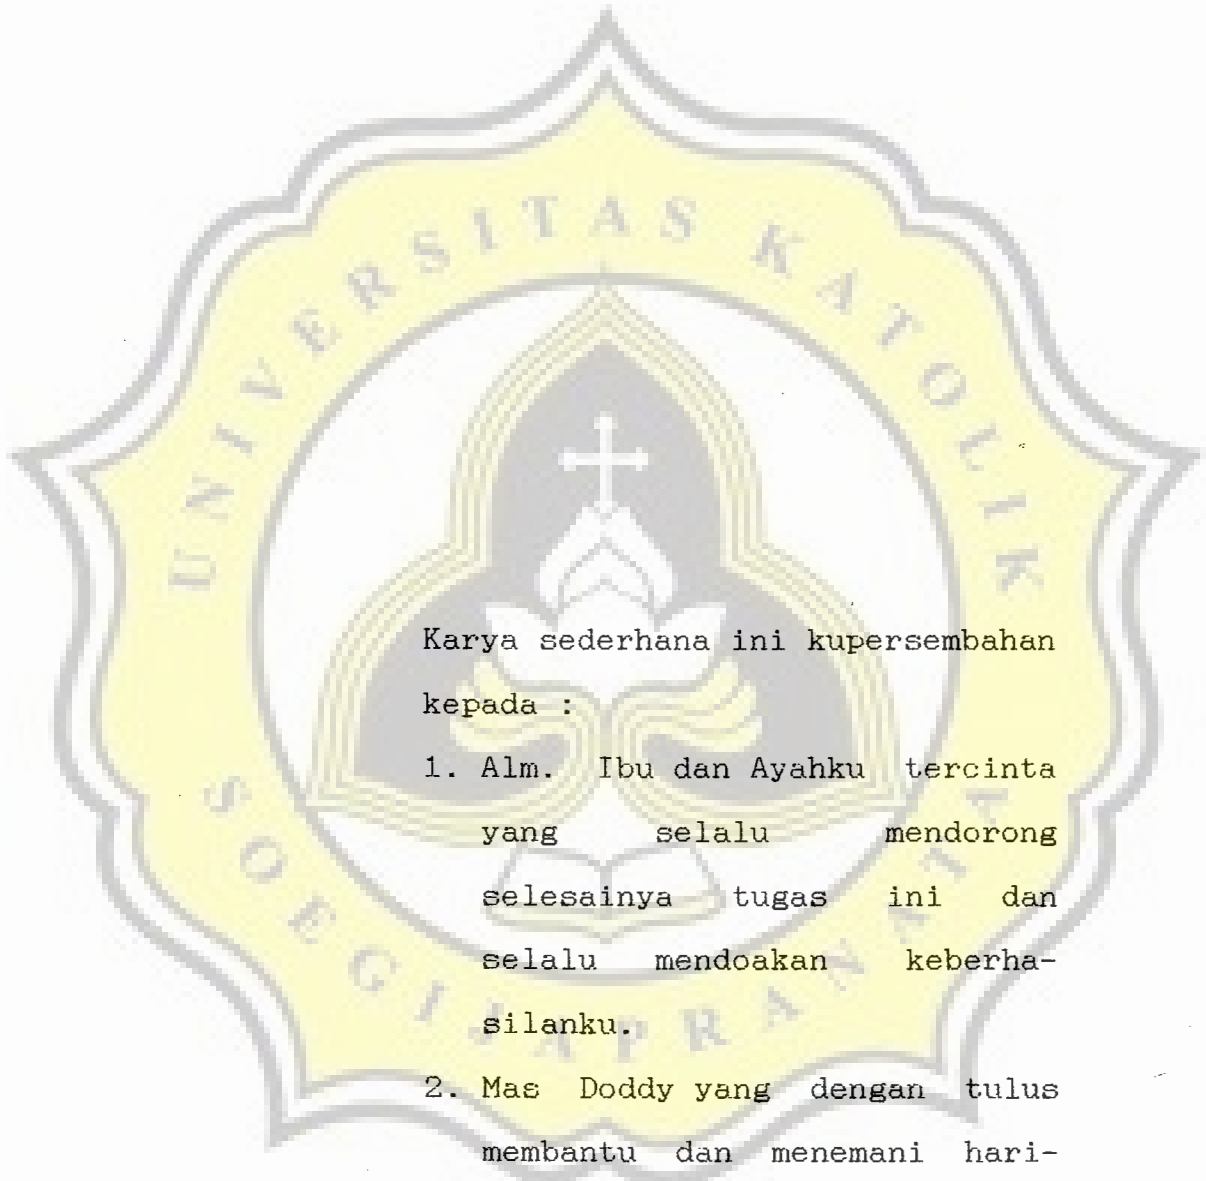 UNIVERSITAS KATOLIK
SOEGIJAPRANATA
Karya sederhana ini kupersembahan
kepada :
1. Alm. Ibu dan Ayahku tercinta
yang selalu mendorong
selesainya tugas ini dan
selalu mendoakan keberha-
silanku.
2. Mas Doddy yang dengan tulus
membantu dan menemani hari-